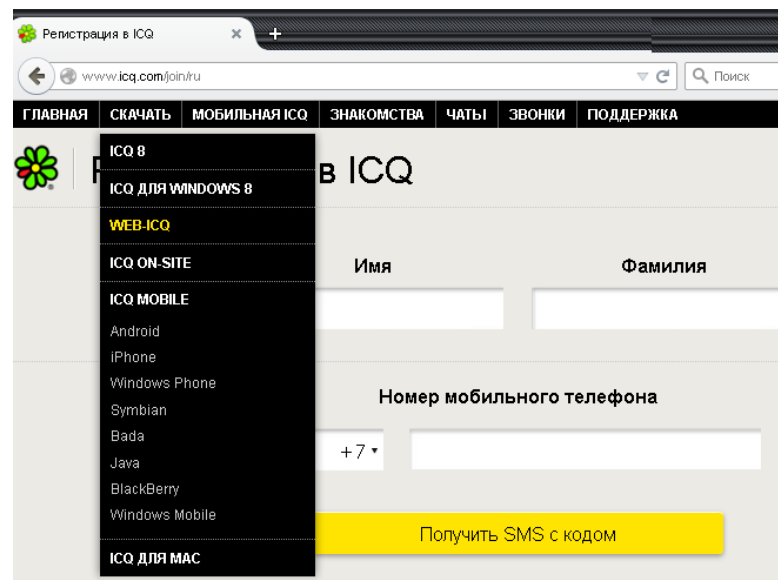 Регистрация в ICQ
www.icq.com/join/ru
Поиск
ГЛАВНАЯ СКАЧАТЬ МОБИЛЬНАЯ ICQ ЗНАКОМСТВА ЧАТЫ ЗВОНКИ ПОДДЕРЖКА
в ICQ
ICQ 8
ICQ ДЛЯ WINDOWS 8
WEB-ICQ
ICQ ON-SITE
ICQ MOBILE
Android
iPhone
Windows Phone
Symbian
Bada
Java
BlackBerry
Windows Mobile
ICQ ДЛЯ MAC
Имя Фамилия
Номер мобильного телефона
+7
Получить SMS с кодом